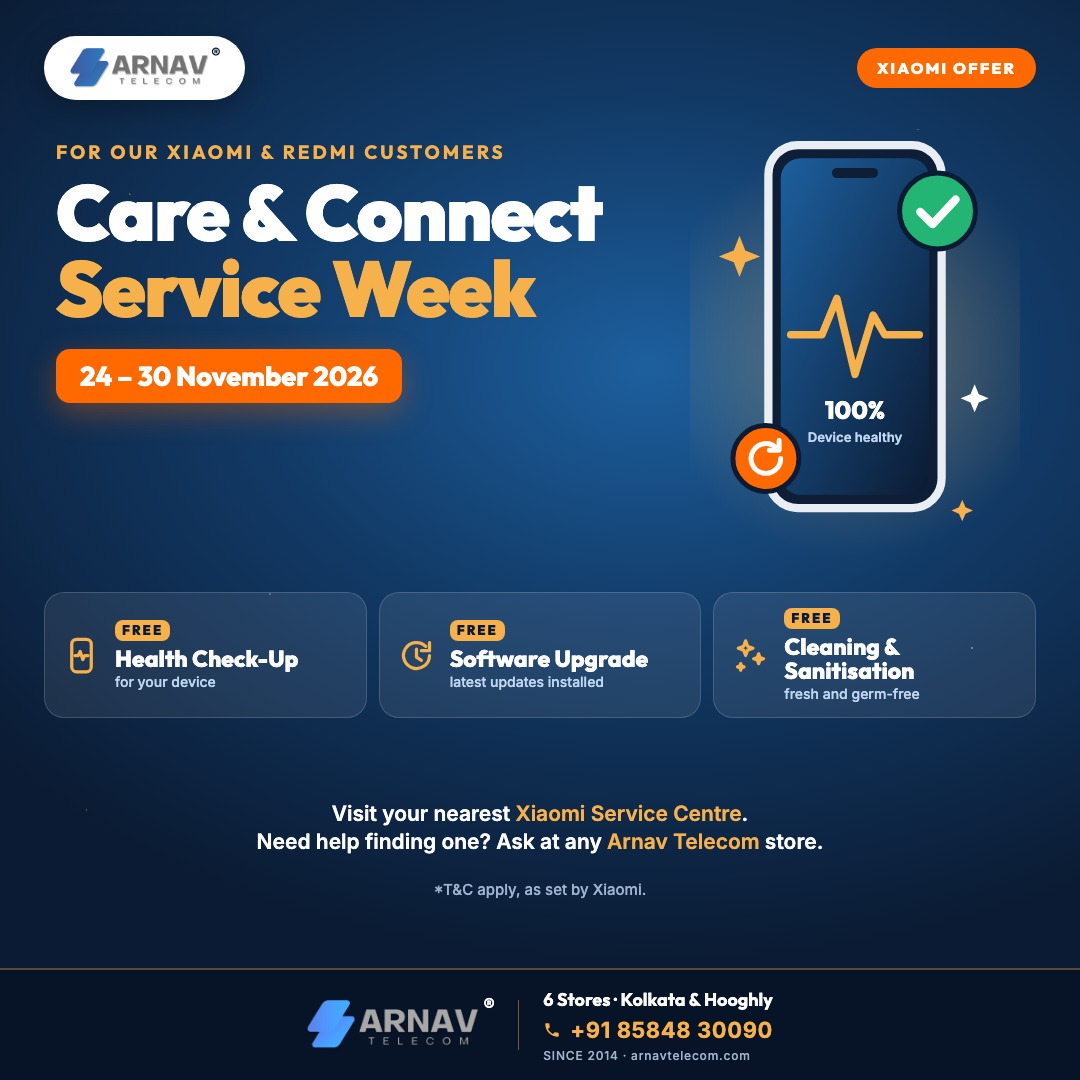 ARNAV®
TELECOM
XIAOMI OFFER
FOR OUR XIAOMI & REDMI CUSTOMERS
Care & Connect
Service Week
24 – 30 November 2026
100%
Device healthy
FREE
Health Check-Up
for your device
FREE
Software Upgrade
latest updates installed
FREE
Cleaning &
Sanitisation
fresh and germ-free
Visit your nearest Xiaomi Service Centre.
Need help finding one? Ask at any Arnav Telecom store.
*T&C apply, as set by Xiaomi.
ARNAV®
TELECOM
6 Stores · Kolkata & Hooghly
+91 85848 30090
SINCE 2014 · arnavtelecom.com